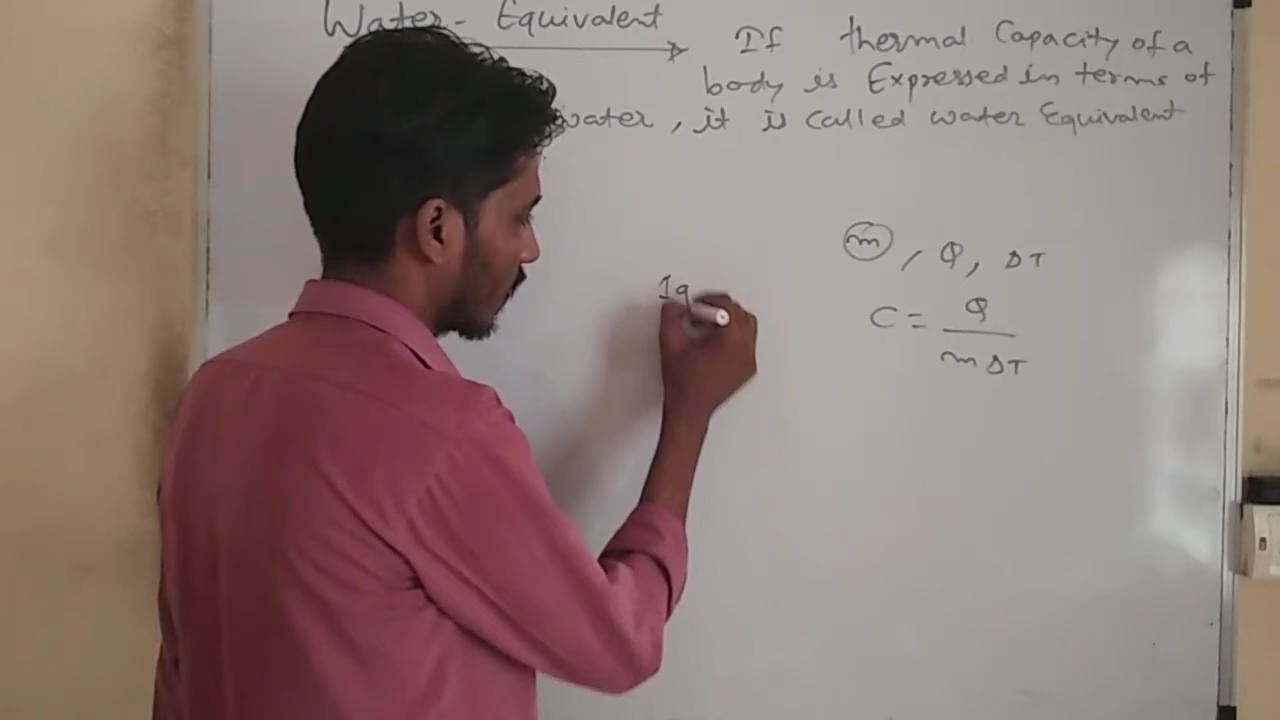 Water- Equivalent
If thermal Capacity of a
body is Expressed in terms of
water, it is called water Equivalent
m, Q, ΔT
1g
C = Q
m ΔT